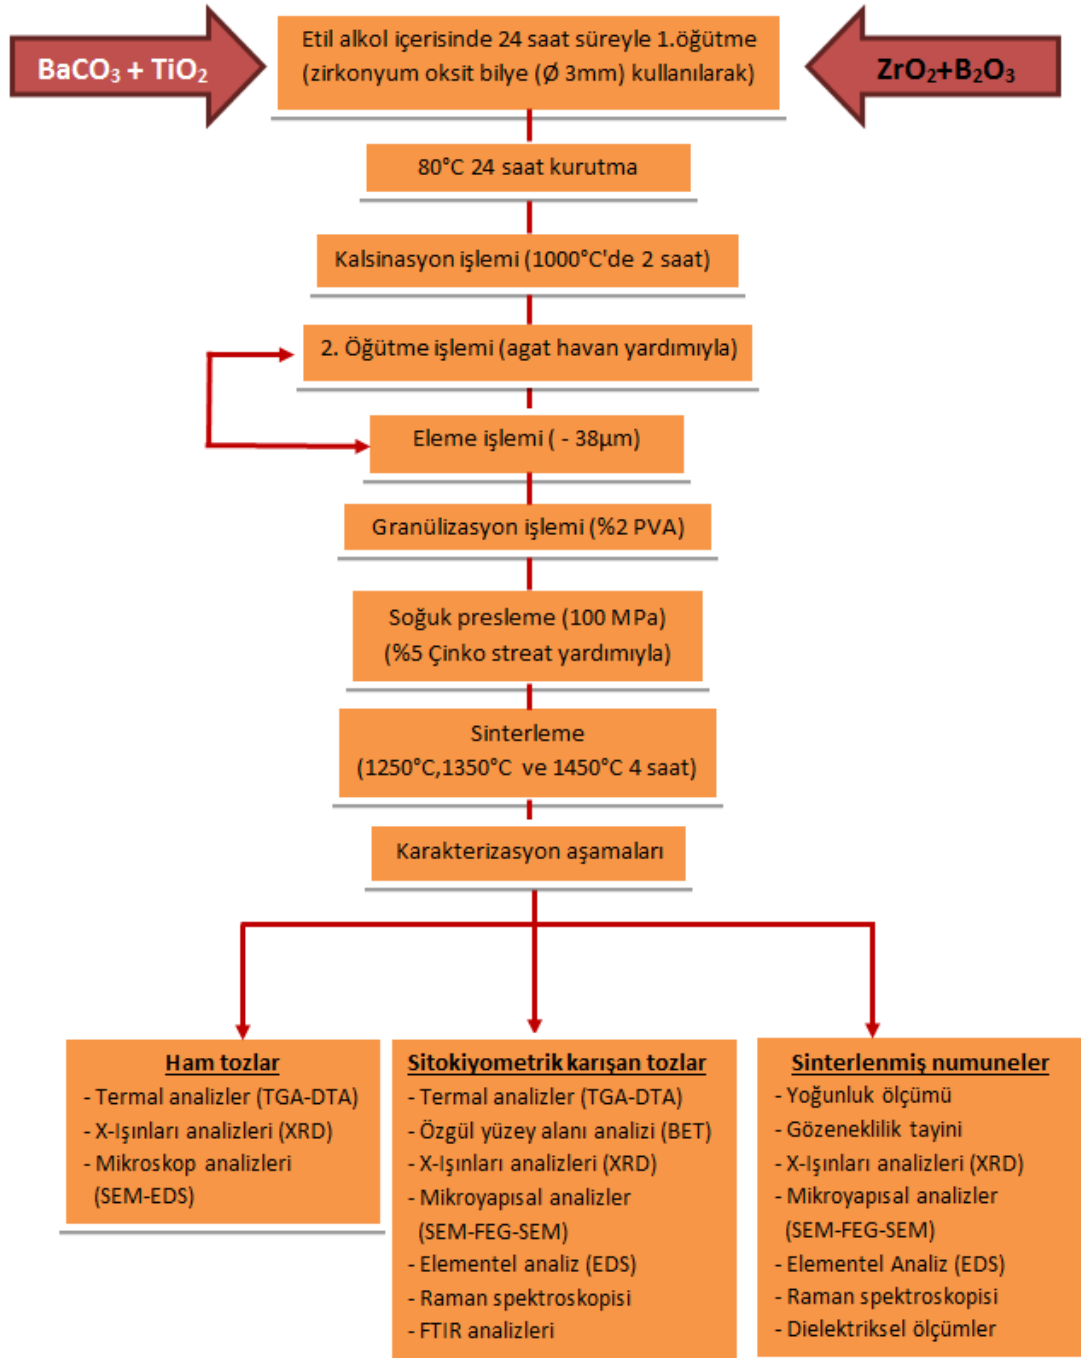 BaCO₃ + TiO₂
Etil alkol içerisinde 24 saat süreyle 1.öğütme
(zirkonyum oksit bilye (Ø 3mm) kullanılarak)
ZrO₂+B₂O₃
80°C 24 saat kurutma
Kalsinasyon işlemi (1000°C'de 2 saat)
2. Öğütme işlemi (agat havan yardımıyla)
Eleme işlemi ( - 38µm)
Granülizasyon işlemi (%2 PVA)
Soğuk presleme (100 MPa)
(%5 Çinko streat yardımıyla)
Sinterleme
(1250°C,1350°C ve 1450°C 4 saat)
Karakterizasyon aşamaları
Ham tozlar
- Termal analizler (TGA-DTA)
- X-Işınları analizleri (XRD)
- Mikroskop analizleri
(SEM-EDS)
Sitokiyometrik karışan tozlar
- Termal analizler (TGA-DTA)
- Özgül yüzey alanı analizi (BET)
- X-Işınları analizleri (XRD)
- Mikroyapısal analizler
(SEM-FEG-SEM)
- Elementel analiz (EDS)
- Raman spektroskopisi
- FTIR analizleri
Sinterlenmiş numuneler
- Yoğunluk ölçümü
- Gözeneklilik tayini
- X-Işınları analizleri (XRD)
- Mikroyapısal analizler
(SEM-FEG-SEM)
- Elementel Analiz (EDS)
- Raman spektroskopisi
- Dielektriksel ölçümler